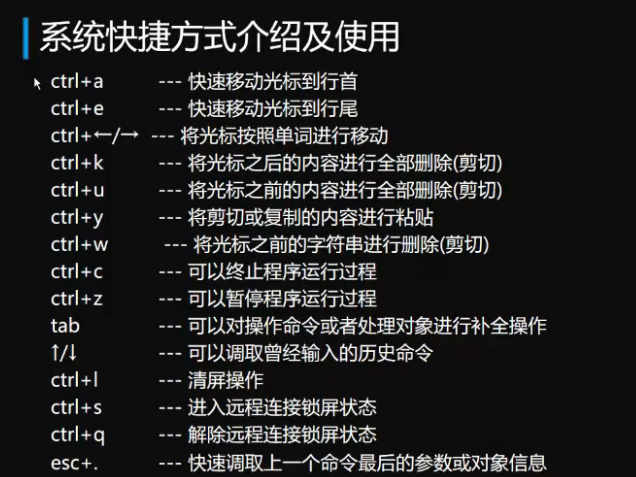 系统快捷方式介绍及使用
ctrl+a --- 快速移动光标到行首
ctrl+e --- 快速移动光标到行尾
ctrl+←/→ --- 将光标按照单词进行移动
ctrl+k --- 将光标之后的内容进行全部删除(剪切)
ctrl+u --- 将光标之前的内容进行全部删除(剪切)
ctrl+y --- 将剪切或复制的内容进行粘贴
ctrl+w --- 将光标之前的字符串进行删除(剪切)
ctrl+c --- 可以终止程序运行过程
ctrl+z --- 可以暂停程序运行过程
tab --- 可以对操作命令或者处理对象进行补全操作
↑/↓ --- 可以调取曾经输入的历史命令
ctrl+l --- 清屏操作
ctrl+s --- 进入远程连接锁屏状态
ctrl+q --- 解除远程连接锁屏状态
esc+. --- 快速调取上一个命令最后的参数或对象信息